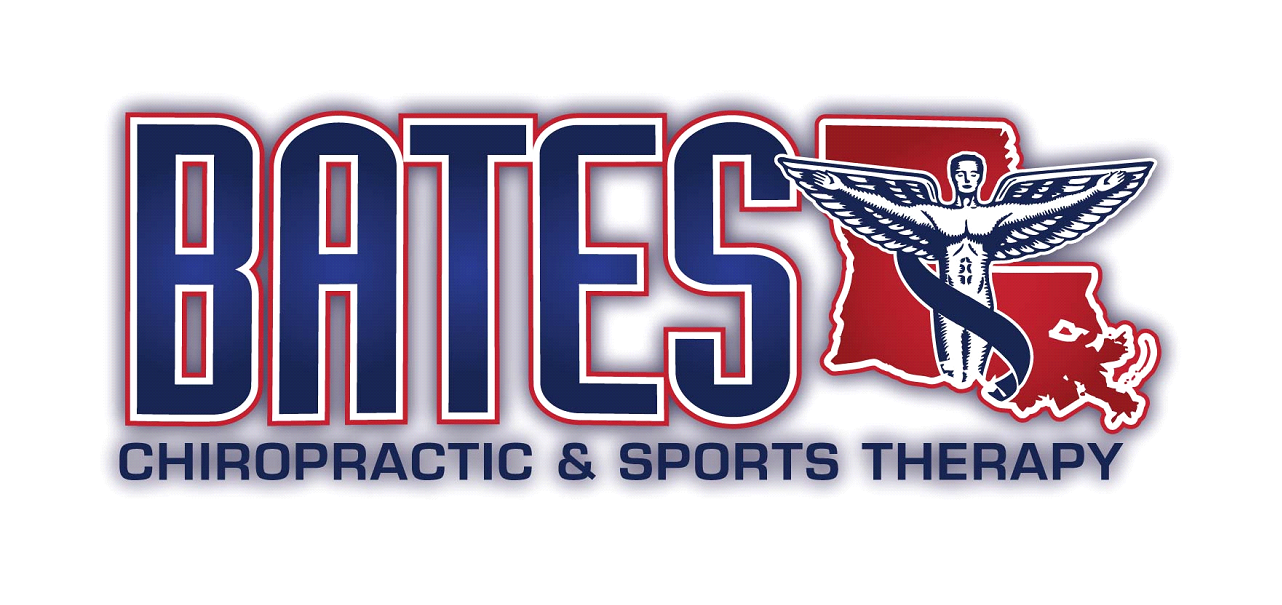 BATES
CHIROPRACTIC & SPORTS THERAPY